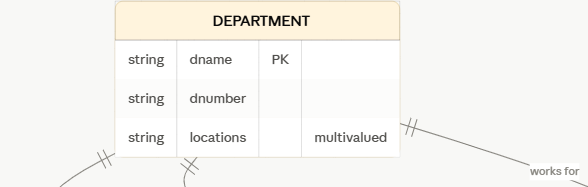 DEPARTMENT
string dname PK
string dnumber
string locations multivalued
works for